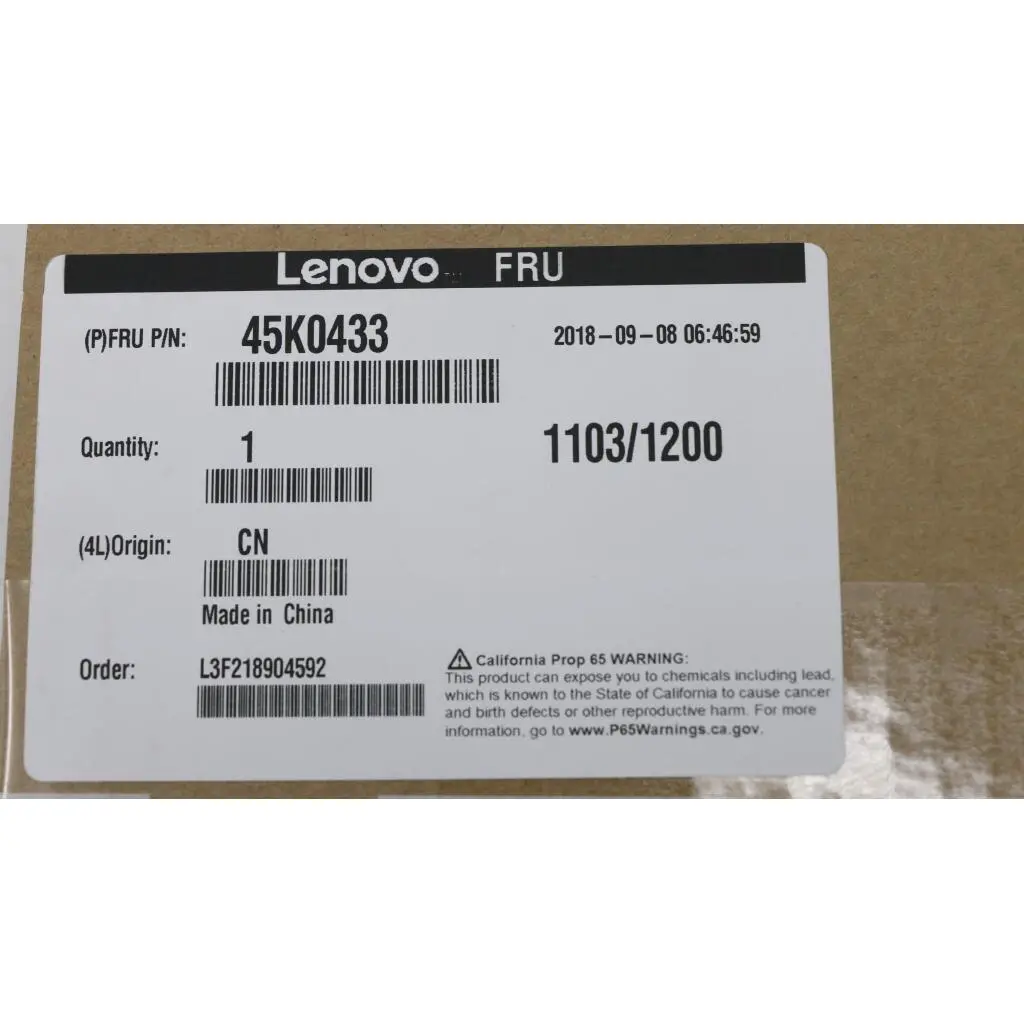 Lenovo FRU
(P)FRU P/N: 45K0433 2018-09-08 06:46:59
Quantity: 1 1103/1200
(4L)Origin: CN
Made in China
Order: L3F218904592
California Prop 65 WARNING:
This product can expose you to chemicals including lead,
which is known to the State of California to cause cancer
and birth defects or other reproductive harm. For more
information, go to www.P65Warnings.ca.gov.